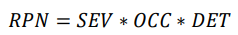 RPN = SEV * OCC * DET